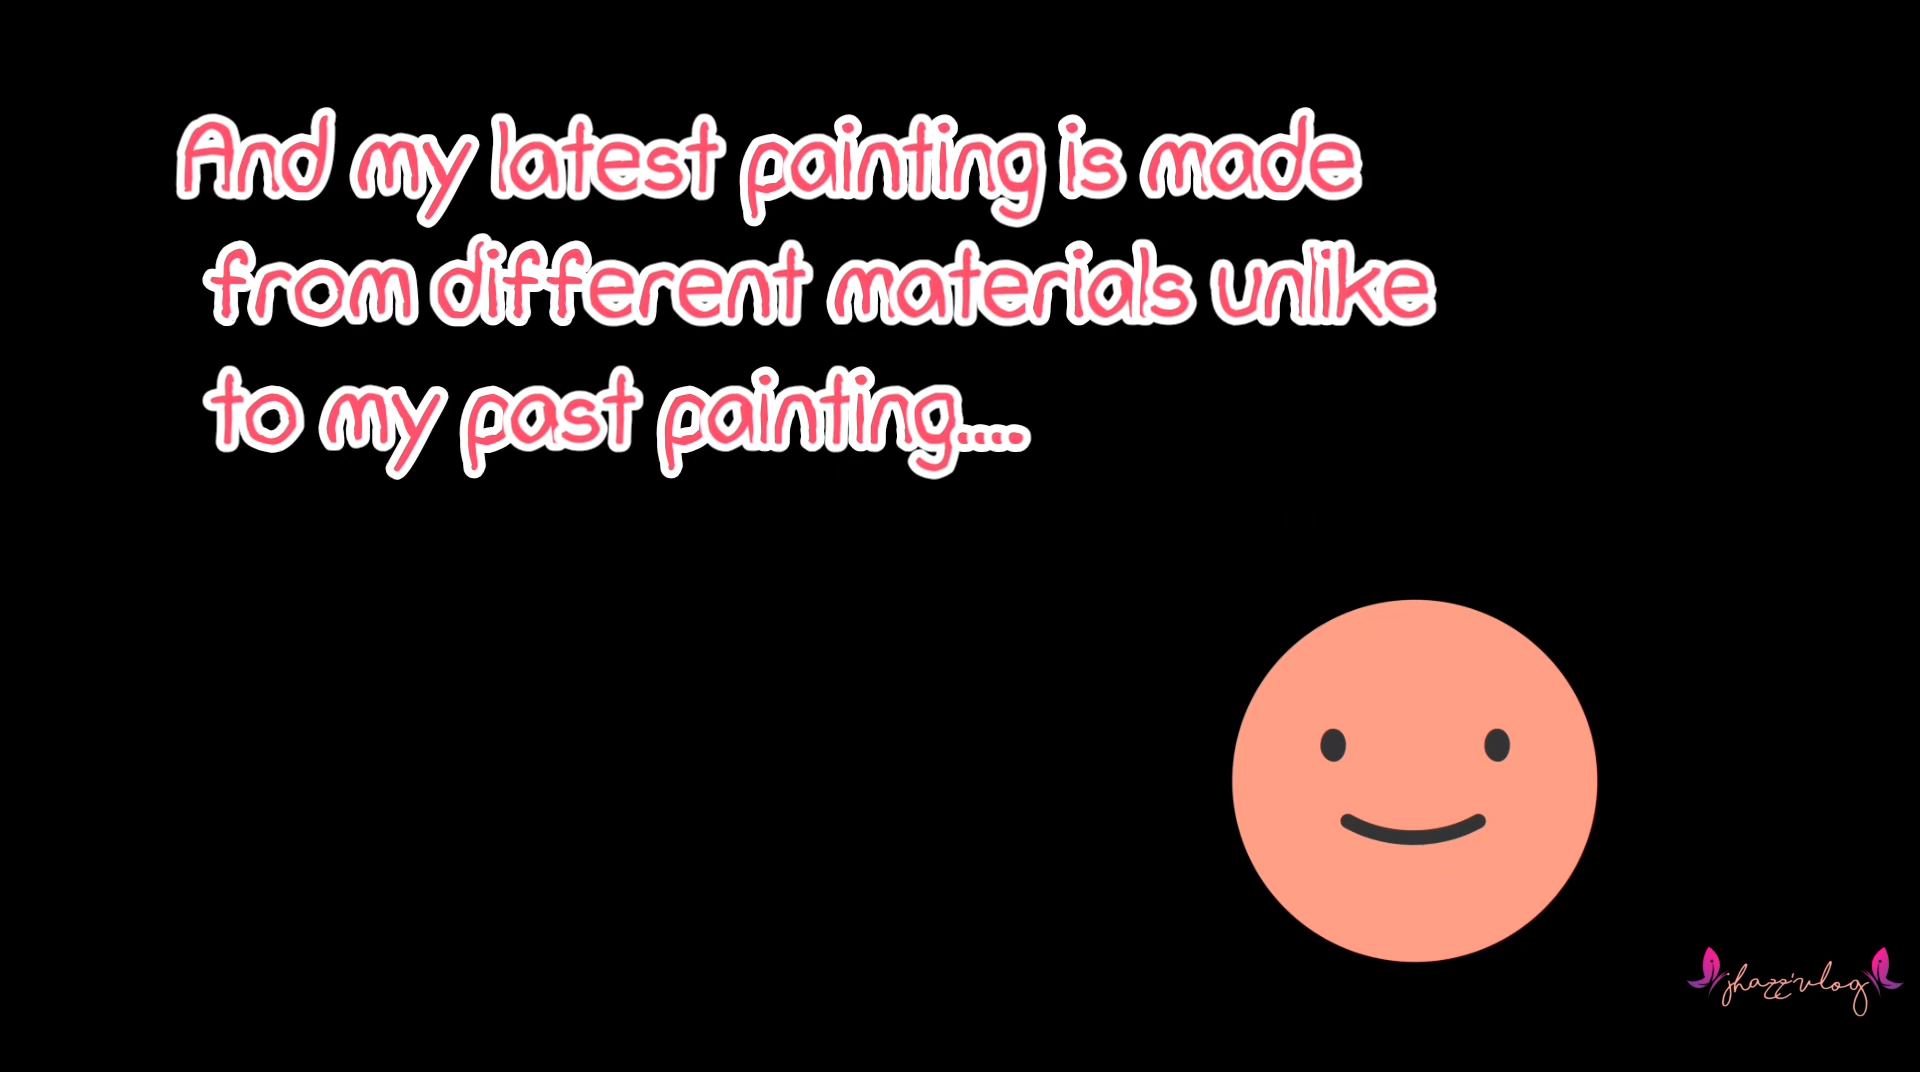 And my latest painting is made
from different materials unlike
to my past painting....
jhazz'vlog